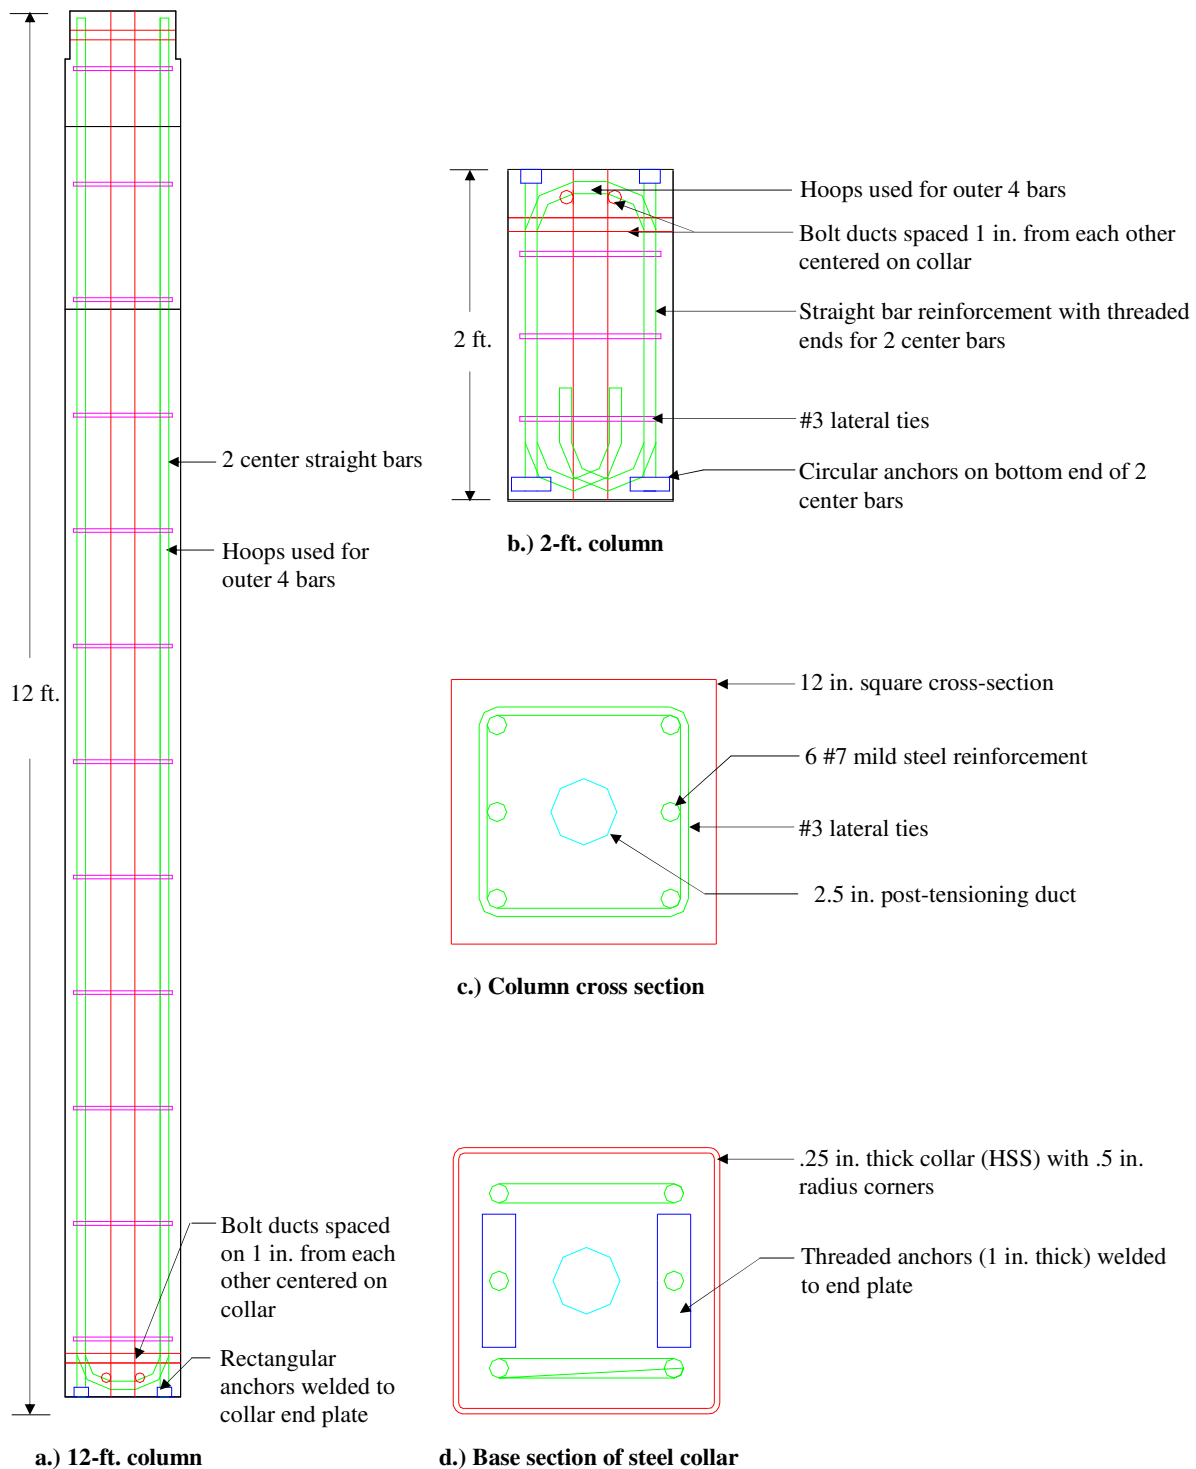 12 ft.
2 center straight bars
Hoops used for
outer 4 bars
Bolt ducts spaced
on 1 in. from each
other centered on
collar
Rectangular
anchors welded to
collar end plate
a.) 12-ft. column
2 ft.
Hoops used for outer 4 bars
Bolt ducts spaced 1 in. from each other
centered on collar
Straight bar reinforcement with threaded
ends for 2 center bars
#3 lateral ties
Circular anchors on bottom end of 2
center bars
b.) 2-ft. column
12 in. square cross-section
6 #7 mild steel reinforcement
#3 lateral ties
2.5 in. post-tensioning duct
c.) Column cross section
.25 in. thick collar (HSS) with .5 in.
radius corners
Threaded anchors (1 in. thick) welded
to end plate
d.) Base section of steel collar